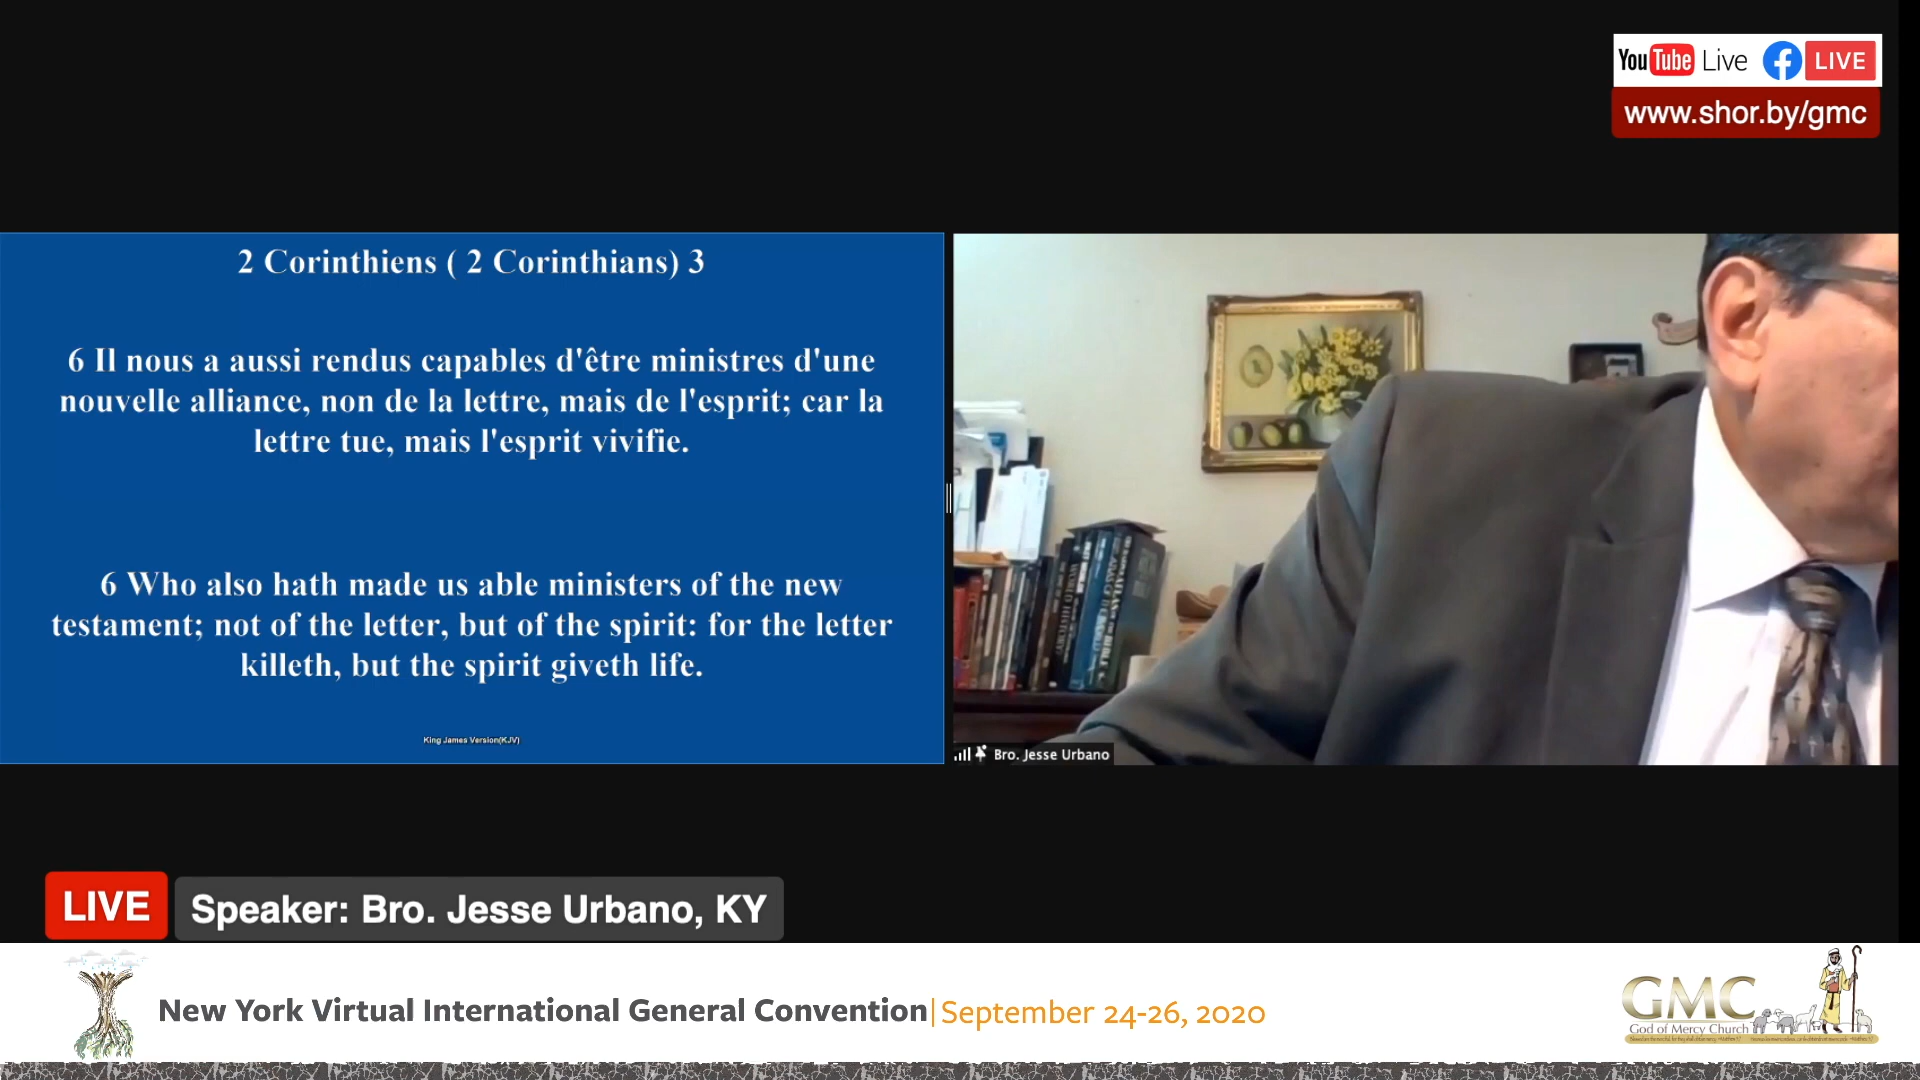 YouTube Live f LIVE
www.shor.by/gmc
2 Corinthiens ( 2 Corinthians) 3
6 Il nous a aussi rendus capables d'être ministres d'une
nouvelle alliance, non de la lettre, mais de l'esprit; car la
lettre tue, mais l'esprit vivifie.
6 Who also hath made us able ministers of the new
testament; not of the letter, but of the spirit: for the letter
killeth, but the spirit giveth life.
King James Version(KJV)
Bro. Jesse Urbano
LIVE
Speaker: Bro. Jesse Urbano, KY
New York Virtual International General Convention| September 24-26, 2020
GMC
God of Mercy Church